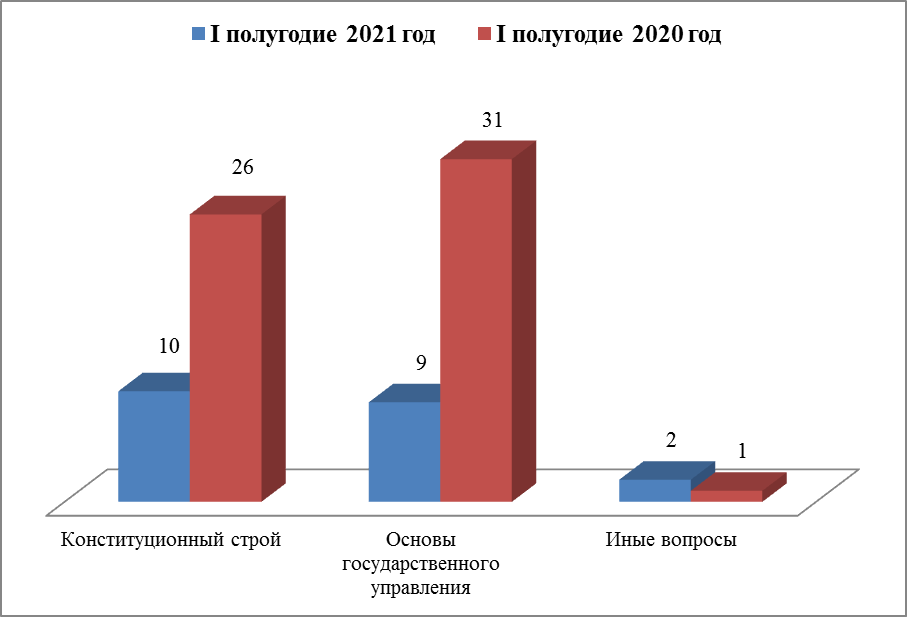 I полугодие 2021 год I полугодие 2020 год
31
26
10
9
2
1
Конституционный строй
Основы
государственного
управления
Иные вопросы